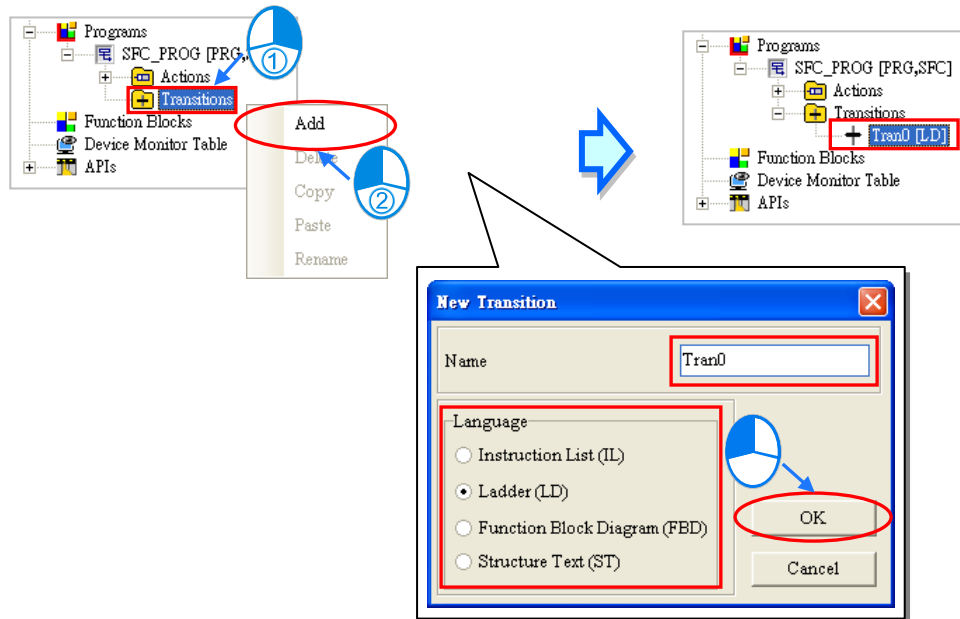 Programs
SFC_PROG [PRG,S
①
Actions
Transitions
Function Blocks
Device Monitor Table
APIs
Add
Delete
②
Copy
Paste
Rename
Programs
SFC_PROG [PRG,SFC]
Actions
Transitions
Tran0 [LD]
Function Blocks
Device Monitor Table
APIs
New Transition
Name
Tran0
Language
Instruction List (IL)
Ladder (LD)
Function Block Diagram (FBD)
Structure Text (ST)
OK
Cancel